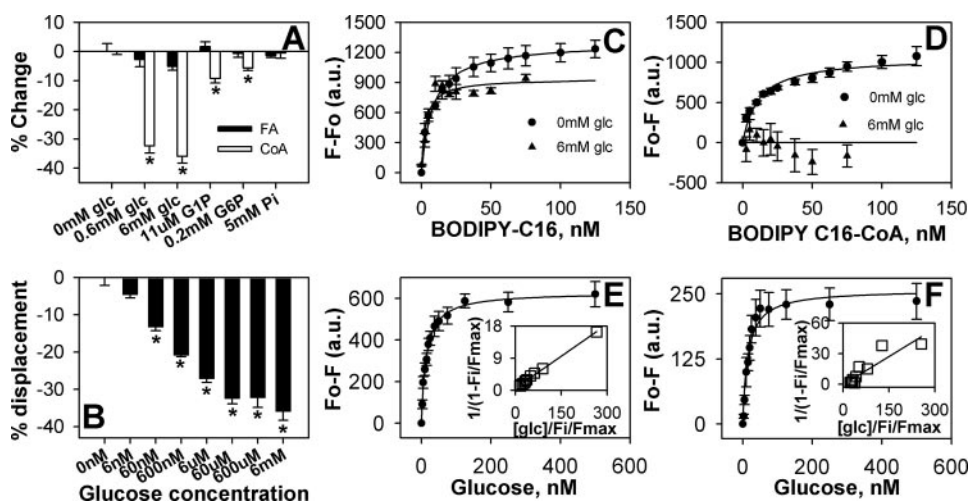 A
% Change
10
0
-10
-20
-30
-40
FA
CoA
0mM glc
0.6mM glc
6mM glc
11uM G1P
0.2mM G6P
5mM Pi
* * * *
C
F-Fo (a.u.)
1500
1200
900
600
300
0
0mM glc
6mM glc
0 50 100 150
BODIPY-C16, nM
D
Fo-F (a.u.)
1500
1000
500
0
-500
0mM glc
6mM glc
0 50 100 150
BODIPY C16-CoA, nM
B
% displacement
0
-10
-20
-30
-40
* * * * * *
0nM
6nM
60nM
600nM
6uM
60uM
600uM
6mM
Glucose concentration
E
Fo-F (a.u.)
800
600
400
200
0
1/(1-Fi/Fmax)
18
9
0
0 150 300
[glc]/Fi/Fmax
0 200 400 600
Glucose, nM
F
Fo-F (a.u.)
250
125
0
1/(1-Fi/Fmax)
60
30
0
0 150 300
[glc]/Fi/Fmax
0 200 400 600
Glucose, nM